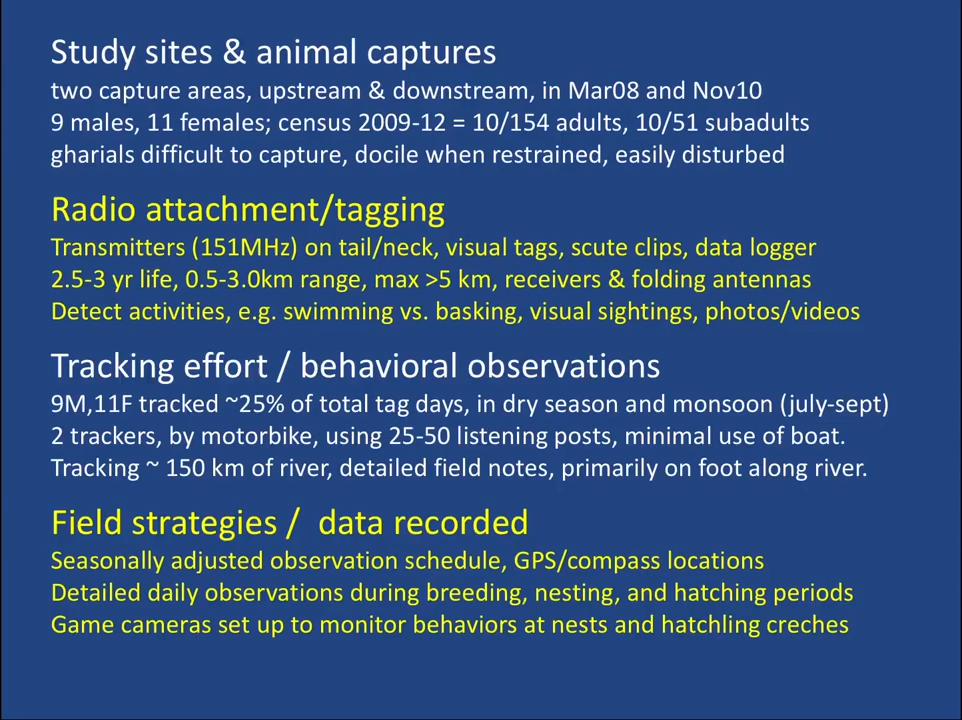 Study sites & animal captures
two capture areas, upstream & downstream, in Mar08 and Nov10
9 males, 11 females; census 2009-12 = 10/154 adults, 10/51 subadults
gharials difficult to capture, docile when restrained, easily disturbed
Radio attachment/tagging
Transmitters (151MHz) on tail/neck, visual tags, scute clips, data logger
2.5-3 yr life, 0.5-3.0km range, max >5 km, receivers & folding antennas
Detect activities, e.g. swimming vs. basking, visual sightings, photos/videos
Tracking effort / behavioral observations
9M,11F tracked ~25% of total tag days, in dry season and monsoon (july-sept)
2 trackers, by motorbike, using 25-50 listening posts, minimal use of boat.
Tracking ~ 150 km of river, detailed field notes, primarily on foot along river.
Field strategies /  data recorded
Seasonally adjusted observation schedule, GPS/compass locations
Detailed daily observations during breeding, nesting, and hatching periods
Game cameras set up to monitor behaviors at nests and hatchling creches